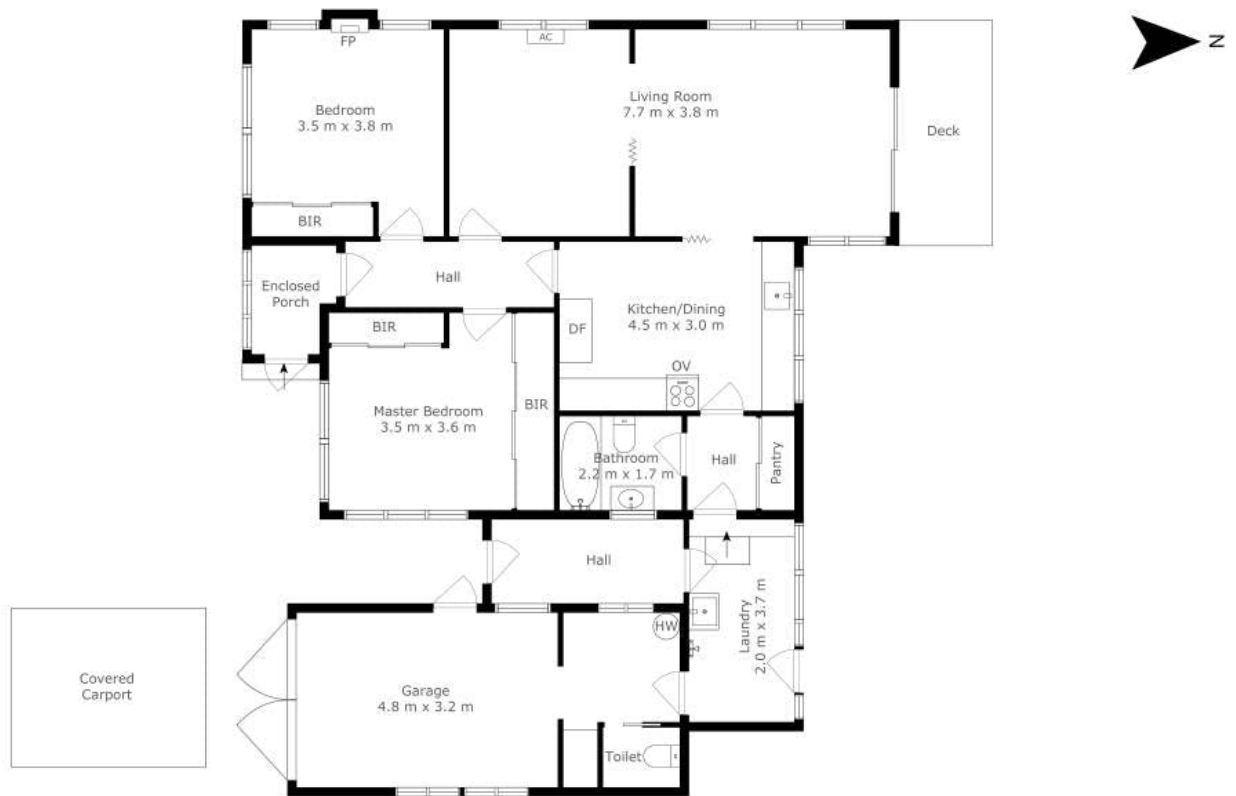 FP
AC
N
Bedroom
3.5 m x 3.8 m
Living Room
7.7 m x 3.8 m
Deck
BIR
Hall
Enclosed
Porch
Kitchen/Dining
4.5 m x 3.0 m
DF
BIR
OV
Master Bedroom
3.5 m x 3.6 m
BIR
Bathroom
2.2 m x 1.7 m
Hall
Pantry
Hall
Laundry
2.0 m x 3.7 m
HW
Covered
Carport
Garage
4.8 m x 3.2 m
Toilet